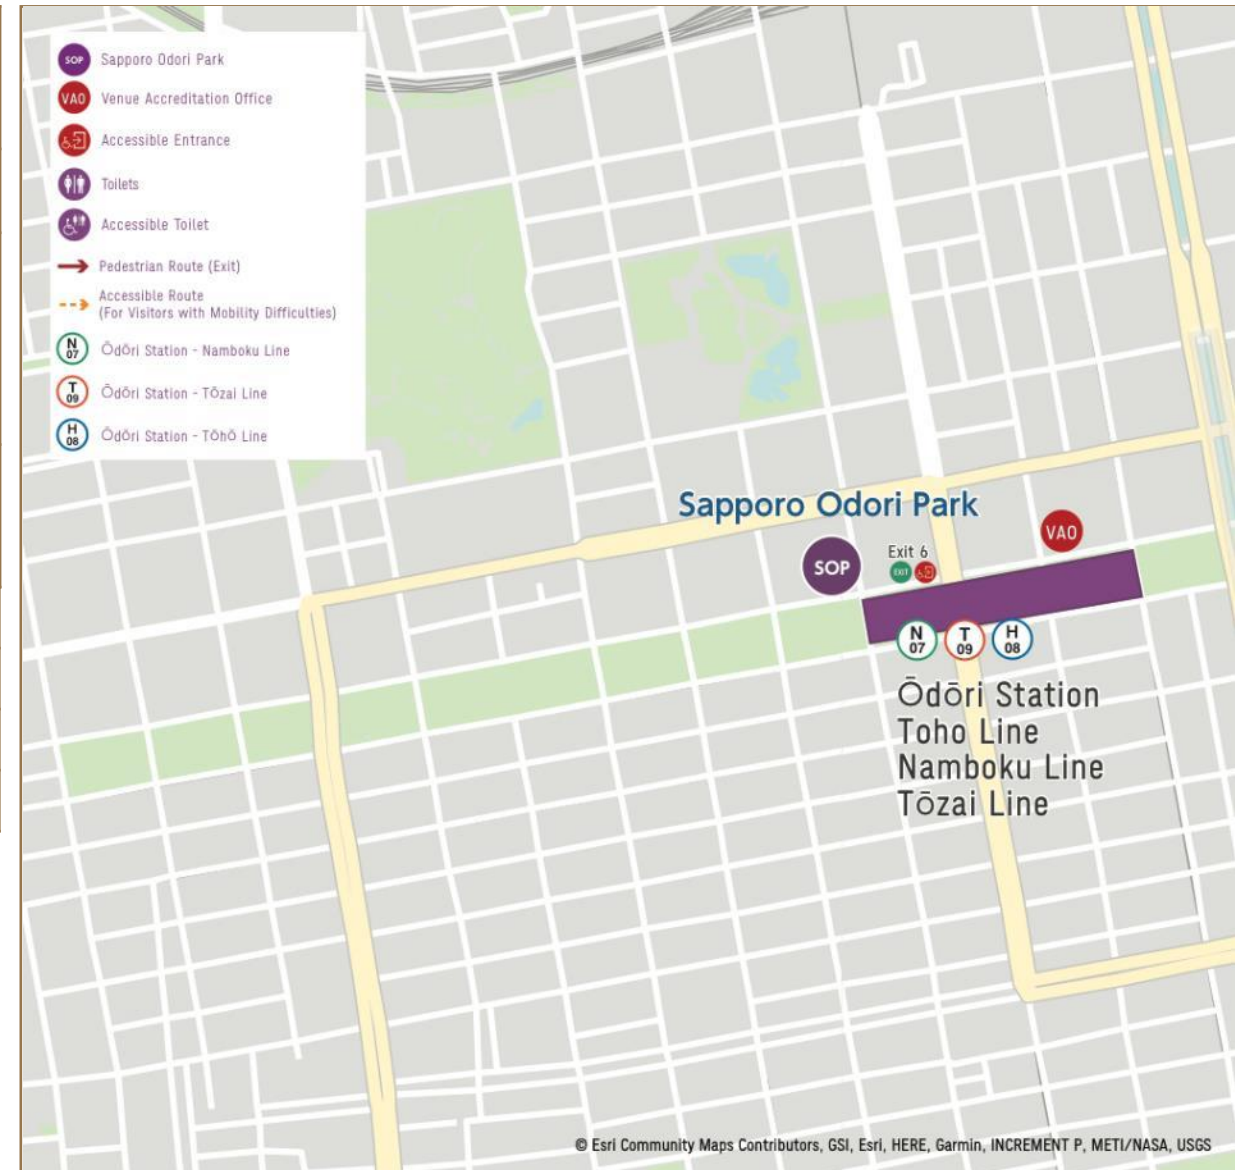 SOP Sapporo Odori Park
VAO Venue Accreditation Office
Accessible Entrance
Toilets
Accessible Toilet
Pedestrian Route (Exit)
Accessible Route
(For Visitors with Mobility Difficulties)
N 07 Ōdōri Station - Namboku Line
T 09 Ōdōri Station - Tōzai Line
H 08 Ōdōri Station - Tōhō Line
Sapporo Odori Park
VAO
Exit 6
SOP
EXIT
N 07 T 09 H 08
Ōdōri Station
Toho Line
Namboku Line
Tōzai Line
© Esri Community Maps Contributors, GSI, Esri, HERE, Garmin, INCREMENT P, METI/NASA, USGS